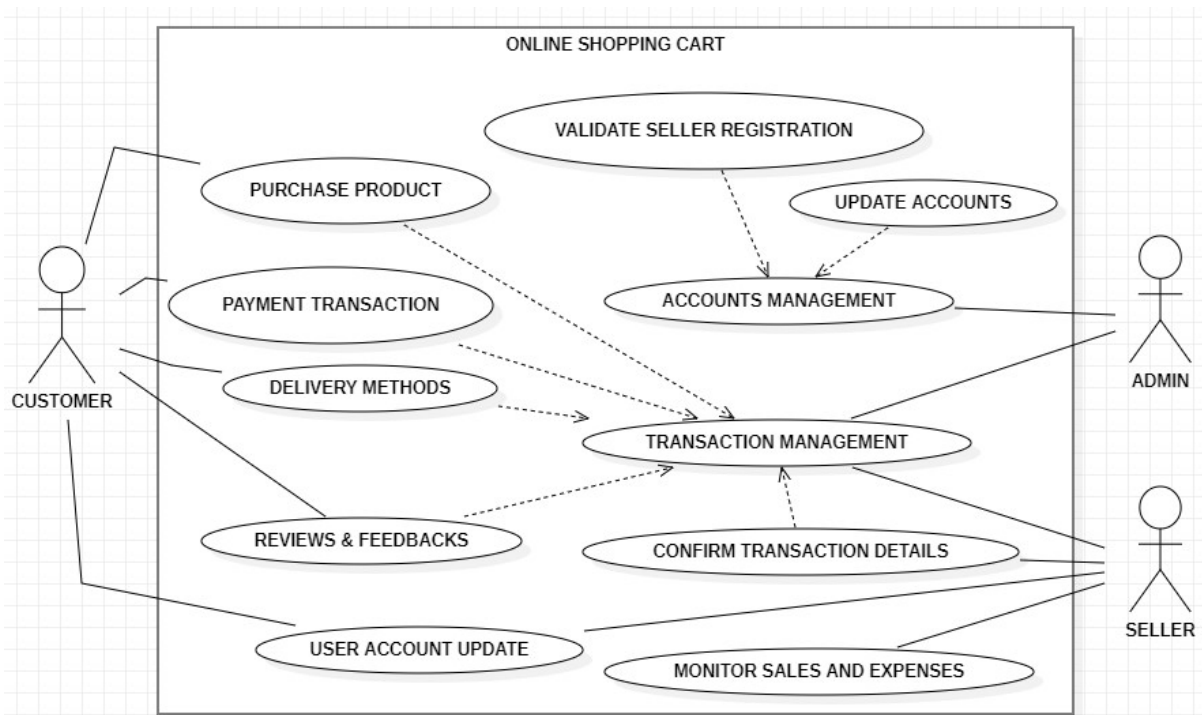 ONLINE SHOPPING CART
VALIDATE SELLER REGISTRATION
PURCHASE PRODUCT
UPDATE ACCOUNTS
PAYMENT TRANSACTION
ACCOUNTS MANAGEMENT
DELIVERY METHODS
CUSTOMER
ADMIN
TRANSACTION MANAGEMENT
REVIEWS & FEEDBACKS
CONFIRM TRANSACTION DETAILS
SELLER
USER ACCOUNT UPDATE
MONITOR SALES AND EXPENSES